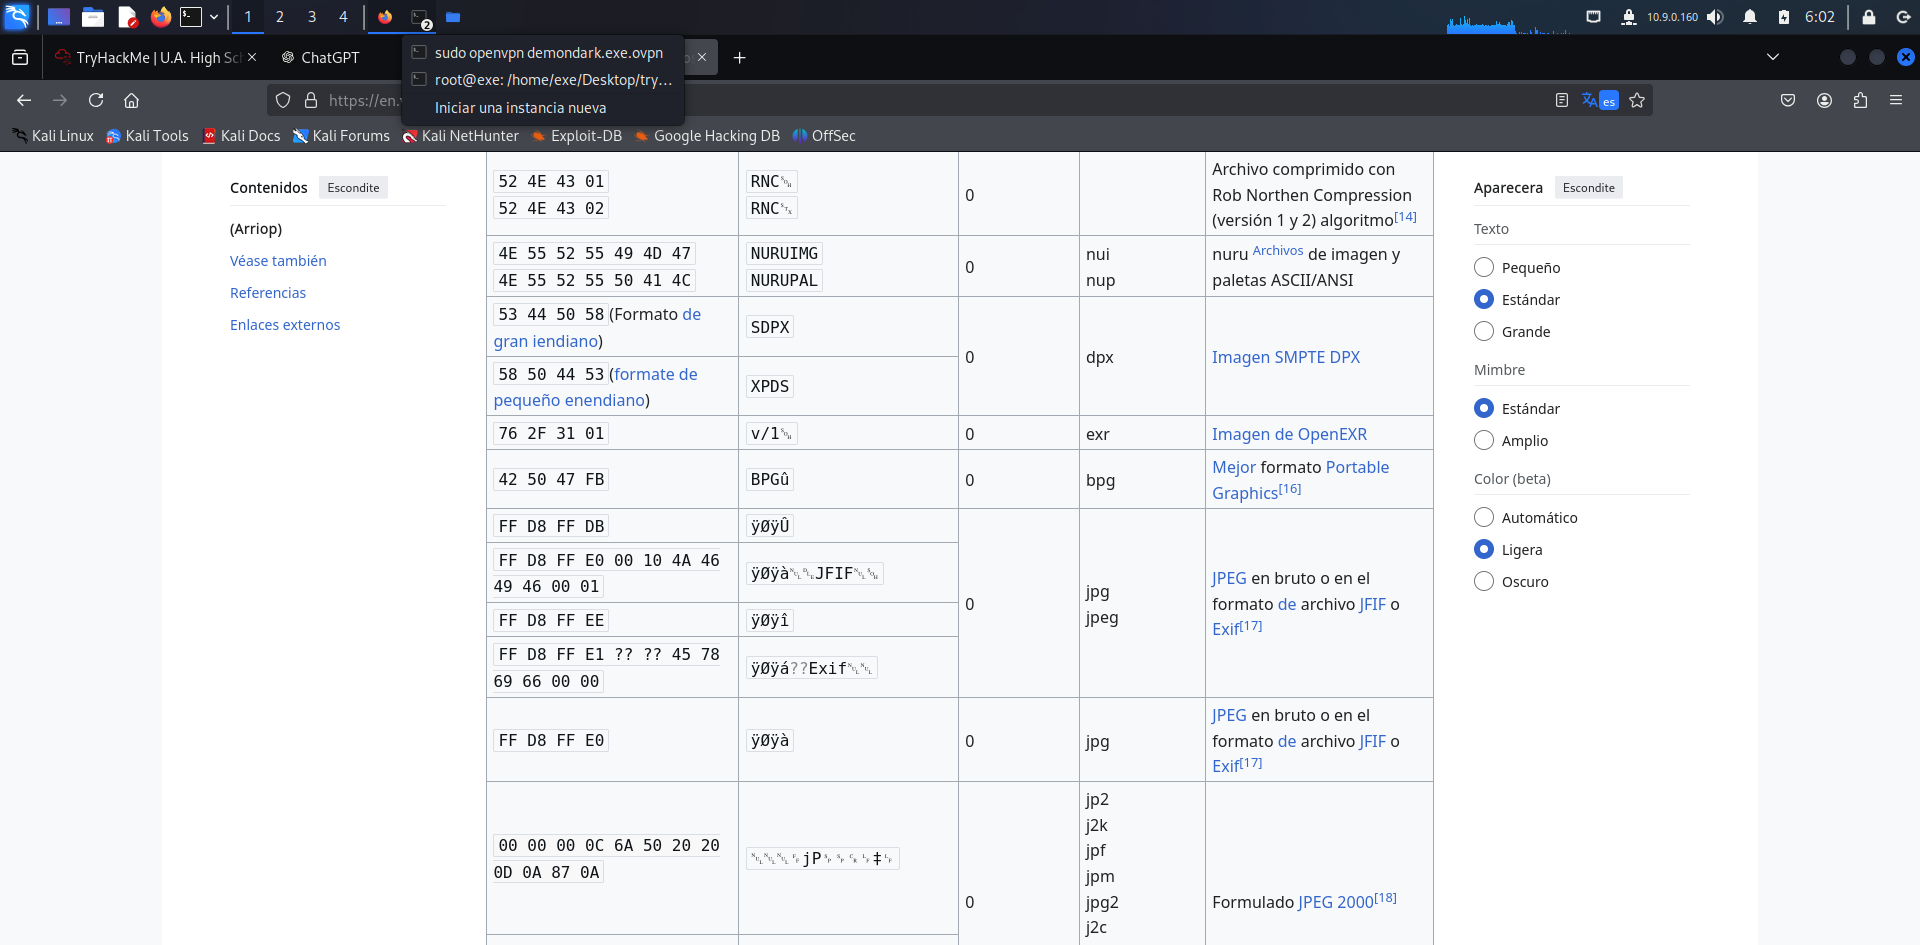 1
2
3
4
2
10.9.0.160
6:02
TryHackMe | U.A. High Sc
ChatGPT
sudo openvpn demondark.exe.ovpn
root@exe: /home/exe/Desktop/try...
Iniciar una instancia nueva
https://en.
es
Kali Linux
Kali Tools
Kali Docs
Kali Forums
Kali NetHunter
Exploit-DB
Google Hacking DB
OffSec
Contenidos
Escondite
(Arriop)
Véase también
Referencias
Enlaces externos
52 4E 43 01
52 4E 43 02
RNC␁
RNC␂
0
Archivo comprimido con
Rob Northen Compression
(versión 1 y 2) algoritmo[14]
4E 55 52 55 49 4D 47
4E 55 52 55 50 41 4C
NURUIMG
NURUPAL
0
nui
nup
nuru Archivos de imagen y
paletas ASCII/ANSI
53 44 50 58 (Formato de
gran iendiano)
SDPX
58 50 44 53 (formate de
pequeño enendiano)
XPDS
0
dpx
Imagen SMPTE DPX
76 2F 31 01
v/1␁
0
exr
Imagen de OpenEXR
42 50 47 FB
BPGû
0
bpg
Mejor formato Portable
Graphics[16]
FF D8 FF DB
ÿØÿÛ
FF D8 FF E0 00 10 4A 46
49 46 00 01
ÿØÿà␀␐JFIF␀␁
FF D8 FF EE
ÿØÿî
FF D8 FF E1 ?? ?? 45 78
69 66 00 00
ÿØÿá??Exif␀␀
0
jpg
jpeg
JPEG en bruto o en el
formato de archivo JFIF o
Exif[17]
FF D8 FF E0
ÿØÿà
0
jpg
JPEG en bruto o en el
formato de archivo JFIF o
Exif[17]
00 00 00 0C 6A 50 20 20
0D 0A 87 0A
␀␀␀␌jP␠␠␍␊‡␊
0
jp2
j2k
jpf
jpm
jpg2
j2c
Formulado JPEG 2000[18]
Aparecera
Escondite
Texto
Pequeño
Estándar
Grande
Mimbre
Estándar
Amplio
Color (beta)
Automático
Ligera
Oscuro